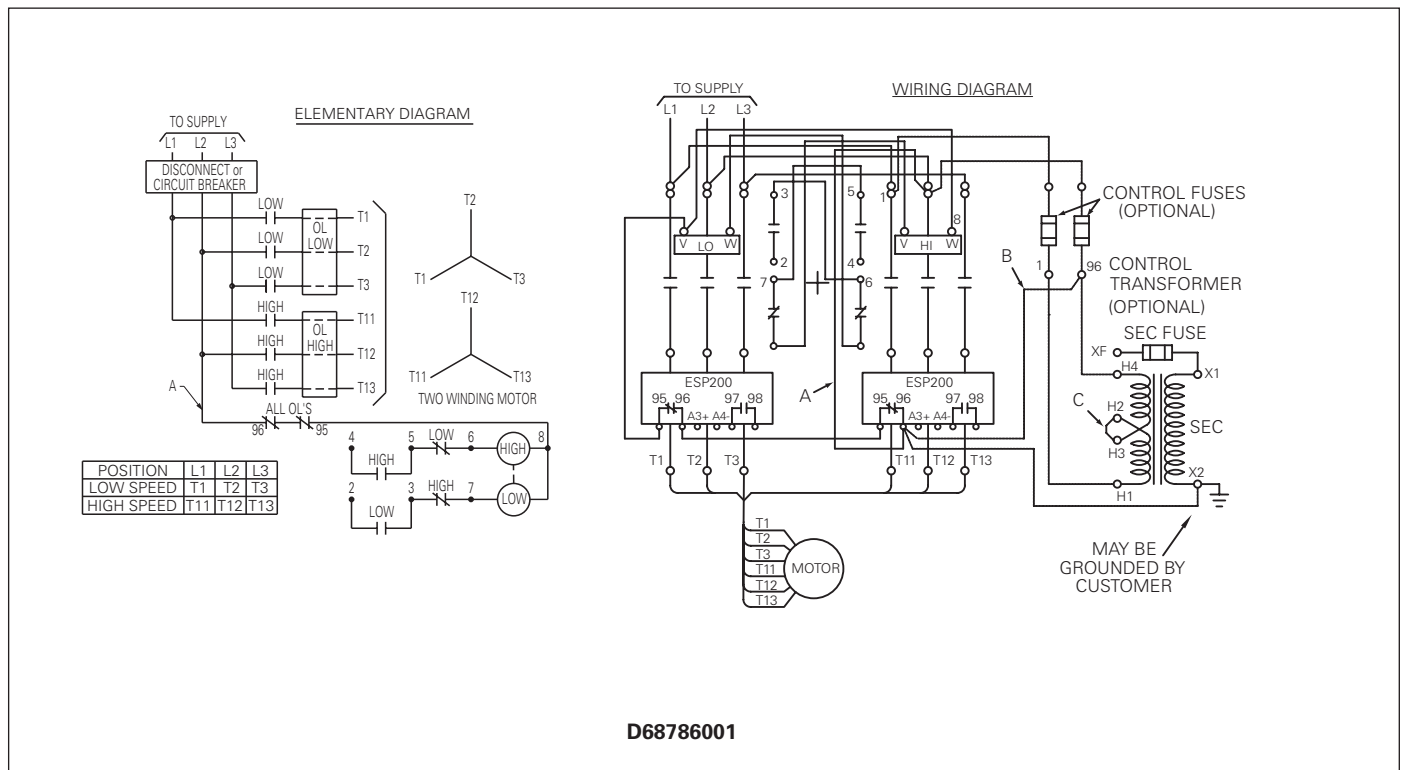 ELEMENTARY DIAGRAM
TO SUPPLY
L1 L2 L3
DISCONNECT or
CIRCUIT BREAKER
LOW
T1
OL
LOW
LOW
T2
LOW
T3
HIGH
T11
OL
HIGH
HIGH
T12
HIGH
T13
A
ALL OL'S
96 95
4 5 LOW 6 HIGH 8
HIGH
2 3 HIGH 7 LOW
LOW
T2
T1 T3
T12
T11 T13
TWO WINDING MOTOR
POSITION L1 L2 L3
LOW SPEED T1 T2 T3
HIGH SPEED T11 T12 T13
WIRING DIAGRAM
TO SUPPLY
L1 L2 L3
3 5 1
V LO W
V HI W 8
2 4
7 6
A
ESP200
95 96 97 98
A3+ A4-
T1 T2 T3
ESP200
95 96 97 98
A3+ A4-
T11 T12 T13
T1
T2
T3
T11
T12
T13
MOTOR
CONTROL FUSES
(OPTIONAL)
B
1 96
CONTROL
TRANSFORMER
(OPTIONAL)
SEC FUSE
XF
H4 X1
C H2
H3
SEC
H1 X2
MAY BE
GROUNDED BY
CUSTOMER
D68786001